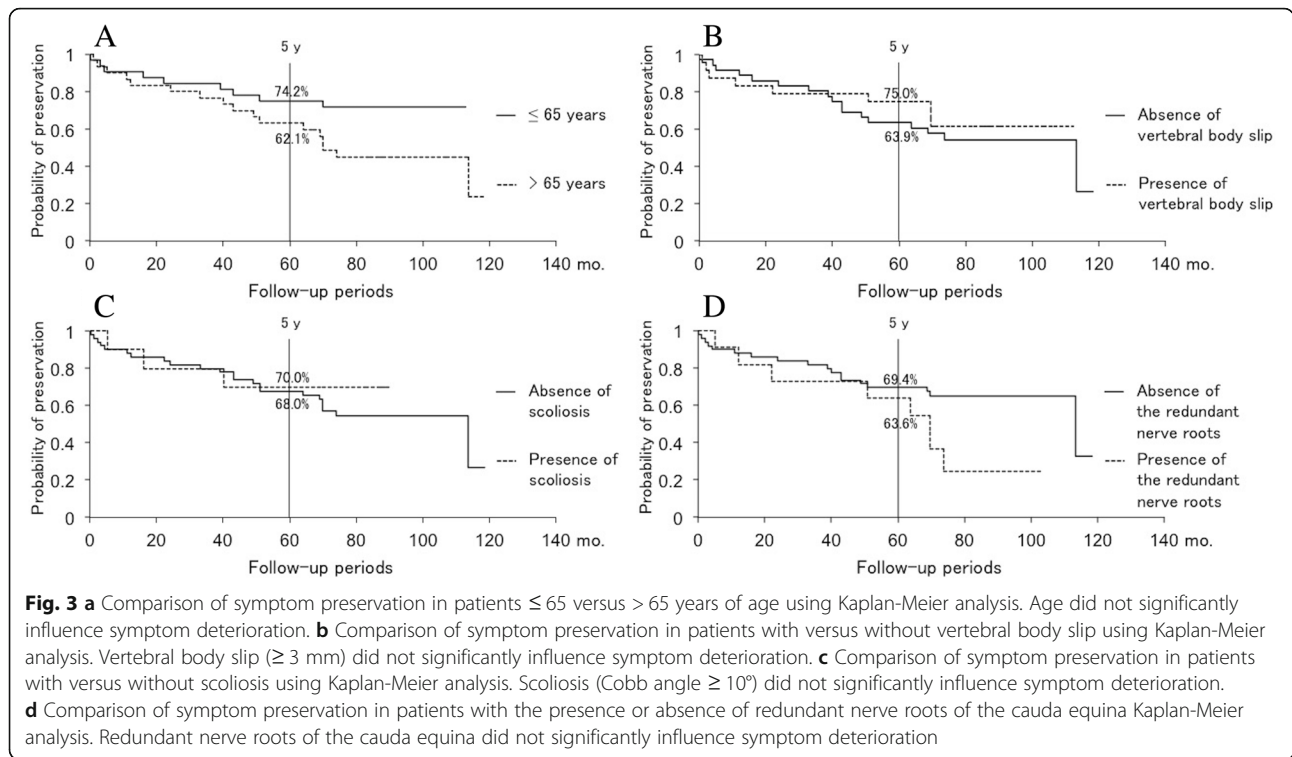 A
5 y
Probability of preservation
1
0.8
0.6
0.4
0.2
0
74.2%
62.1%
≤ 65 years
> 65 years
0 20 40 60 80 100 120 140 mo.
Follow-up periods
B
5 y
Probability of preservation
1
0.8
0.6
0.4
0.2
0
75.0%
63.9%
Absence of
vertebral body slip
Presence of
vertebral body slip
0 20 40 60 80 100 120 140 mo.
Follow-up periods
C
5 y
Probability of preservation
1
0.8
0.6
0.4
0.2
0
70.0%
68.0%
Absence of
scoliosis
Presence of
scoliosis
0 20 40 60 80 100 120 140 mo.
Follow-up periods
D
5 y
Probability of preservation
1
0.8
0.6
0.4
0.2
0
69.4%
63.6%
Absence of
the redundant
nerve roots
Presence of
the redundant
nerve roots
0 20 40 60 80 100 120 140 mo.
Follow-up periods
Fig. 3 a Comparison of symptom preservation in patients ≤ 65 versus > 65 years of age using Kaplan-Meier analysis. Age did not significantly
influence symptom deterioration. b Comparison of symptom preservation in patients with versus without vertebral body slip using Kaplan-Meier
analysis. Vertebral body slip (≥ 3 mm) did not significantly influence symptom deterioration. c Comparison of symptom preservation in patients
with versus without scoliosis using Kaplan-Meier analysis. Scoliosis (Cobb angle ≥ 10°) did not significantly influence symptom deterioration.
d Comparison of symptom preservation in patients with the presence or absence of redundant nerve roots of the cauda equina Kaplan-Meier
analysis. Redundant nerve roots of the cauda equina did not significantly influence symptom deterioration